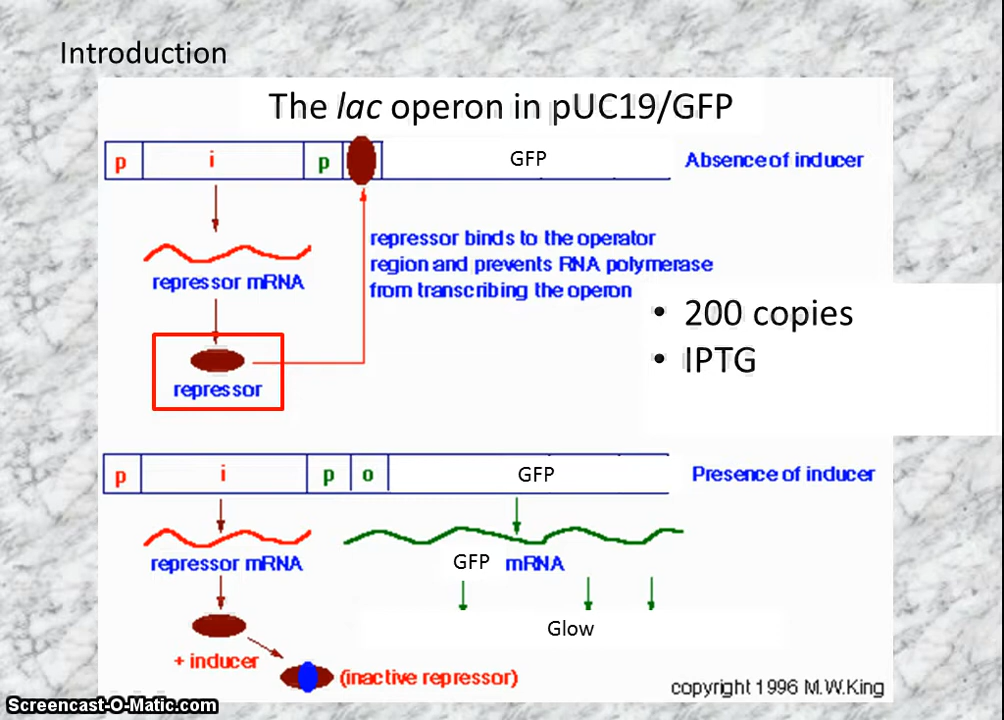 Introduction
The lac operon in pUC19/GFP
p i p GFP Absence of inducer
repressor binds to the operator
region and prevents RNA polymerase
from transcribing the operon
repressor mRNA
• 200 copies
• IPTG
repressor
p i p o GFP Presence of inducer
repressor mRNA
GFP mRNA
Glow
+ inducer
(inactive repressor)
copyright 1996 M.W.King
Screencast-O-Matic.com